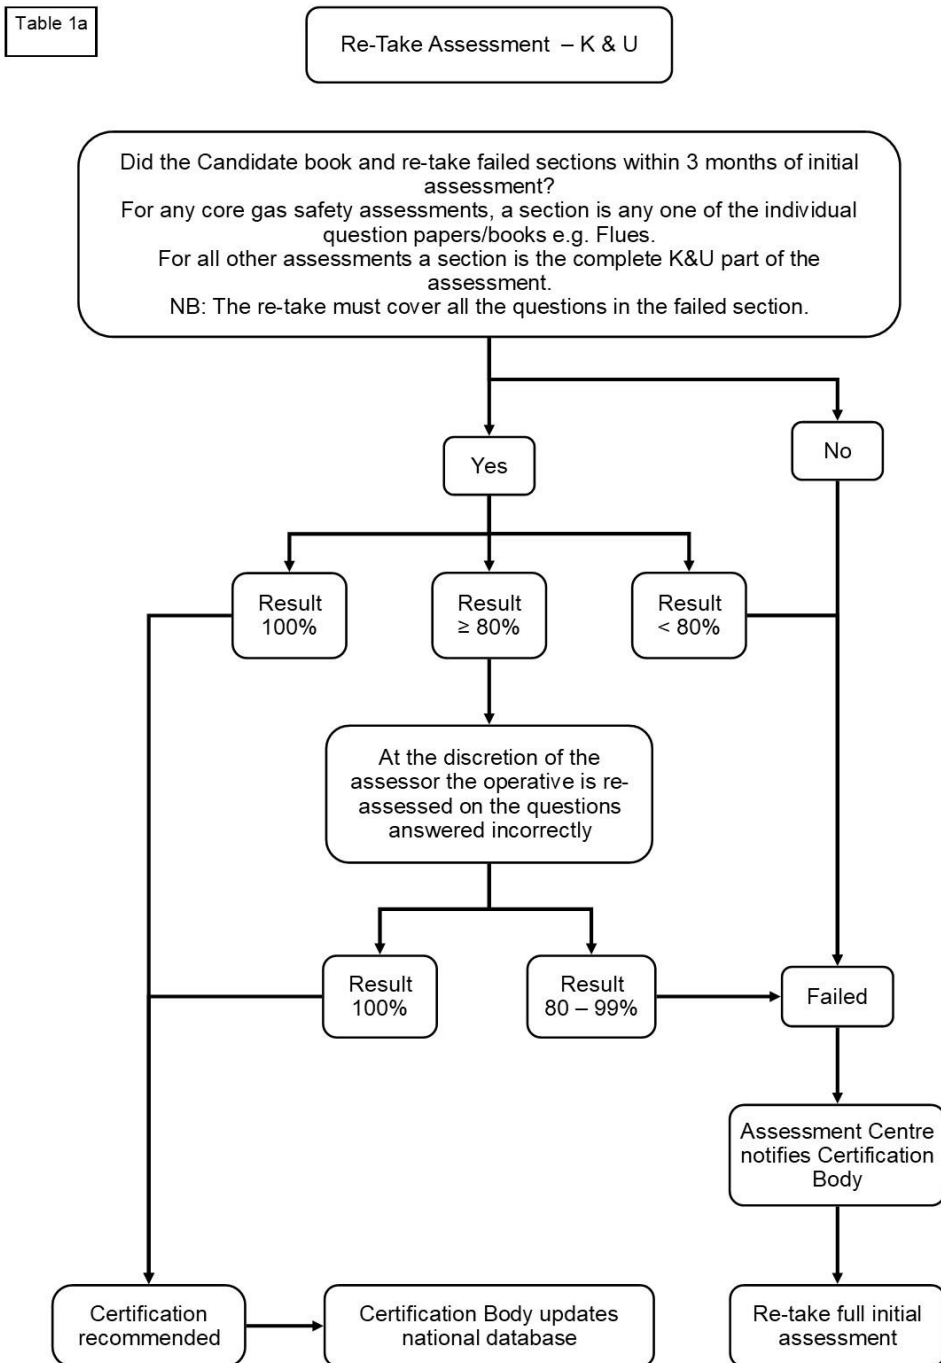 Table 1a
Re-Take Assessment – K & U
Did the Candidate book and re-take failed sections within 3 months of initial
assessment?
For any core gas safety assessments, a section is any one of the individual
question papers/books e.g. Flues.
For all other assessments a section is the complete K&U part of the
assessment.
NB: The re-take must cover all the questions in the failed section.
Yes
No
Result
100%
Result
≥ 80%
Result
< 80%
At the discretion of the
assessor the operative is re-
assessed on the questions
answered incorrectly
Result
100%
Result
80 – 99%
Failed
Assessment Centre
notifies Certification
Body
Certification
recommended
Certification Body updates
national database
Re-take full initial
assessment